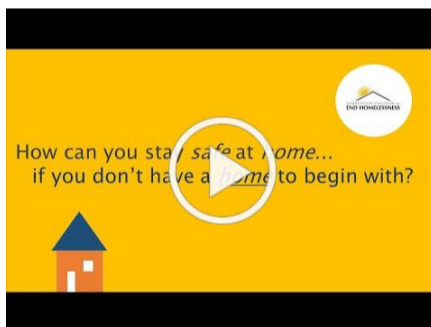 END HOMELESSNESS
How can you stay safe at home...
if you don't have a home to begin with?